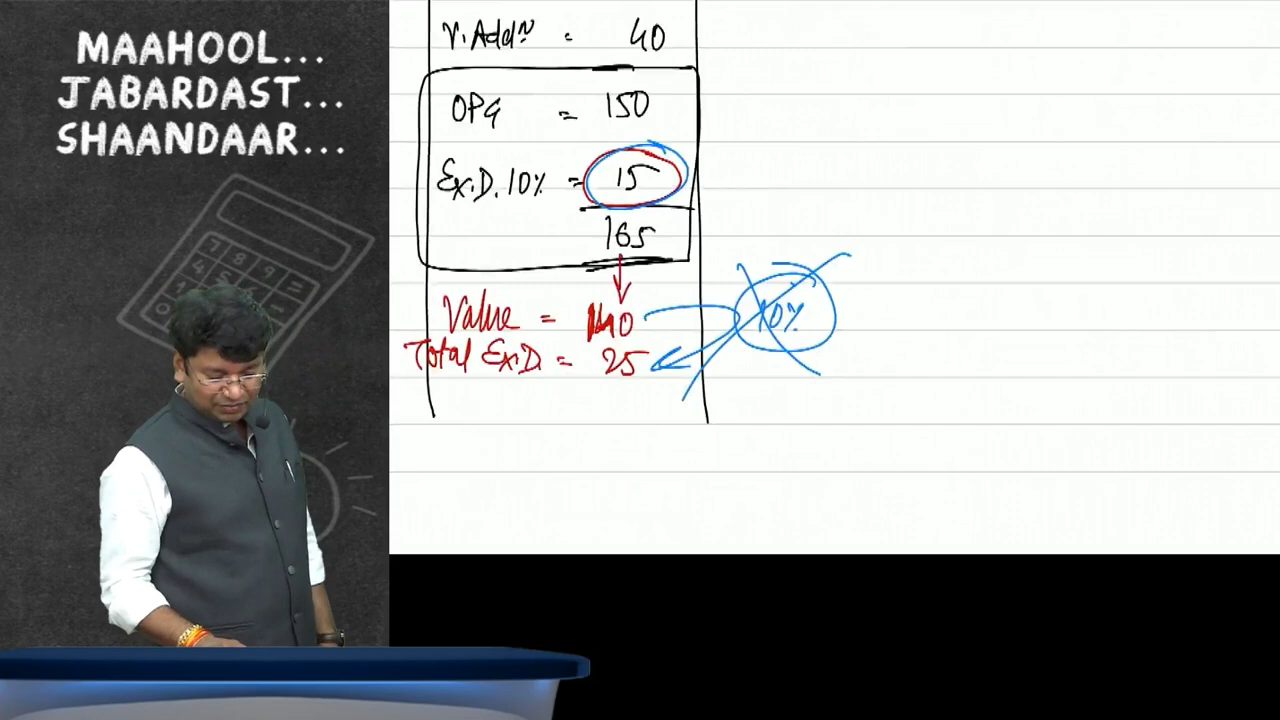 MAAHOOL...
JABARDAST...
SHAANDAAR...
V. Addⁿ = 40
OPG = 150
Ex.D. 10% = 15
165
Value = 140
10%
Total Ex.D. = 25